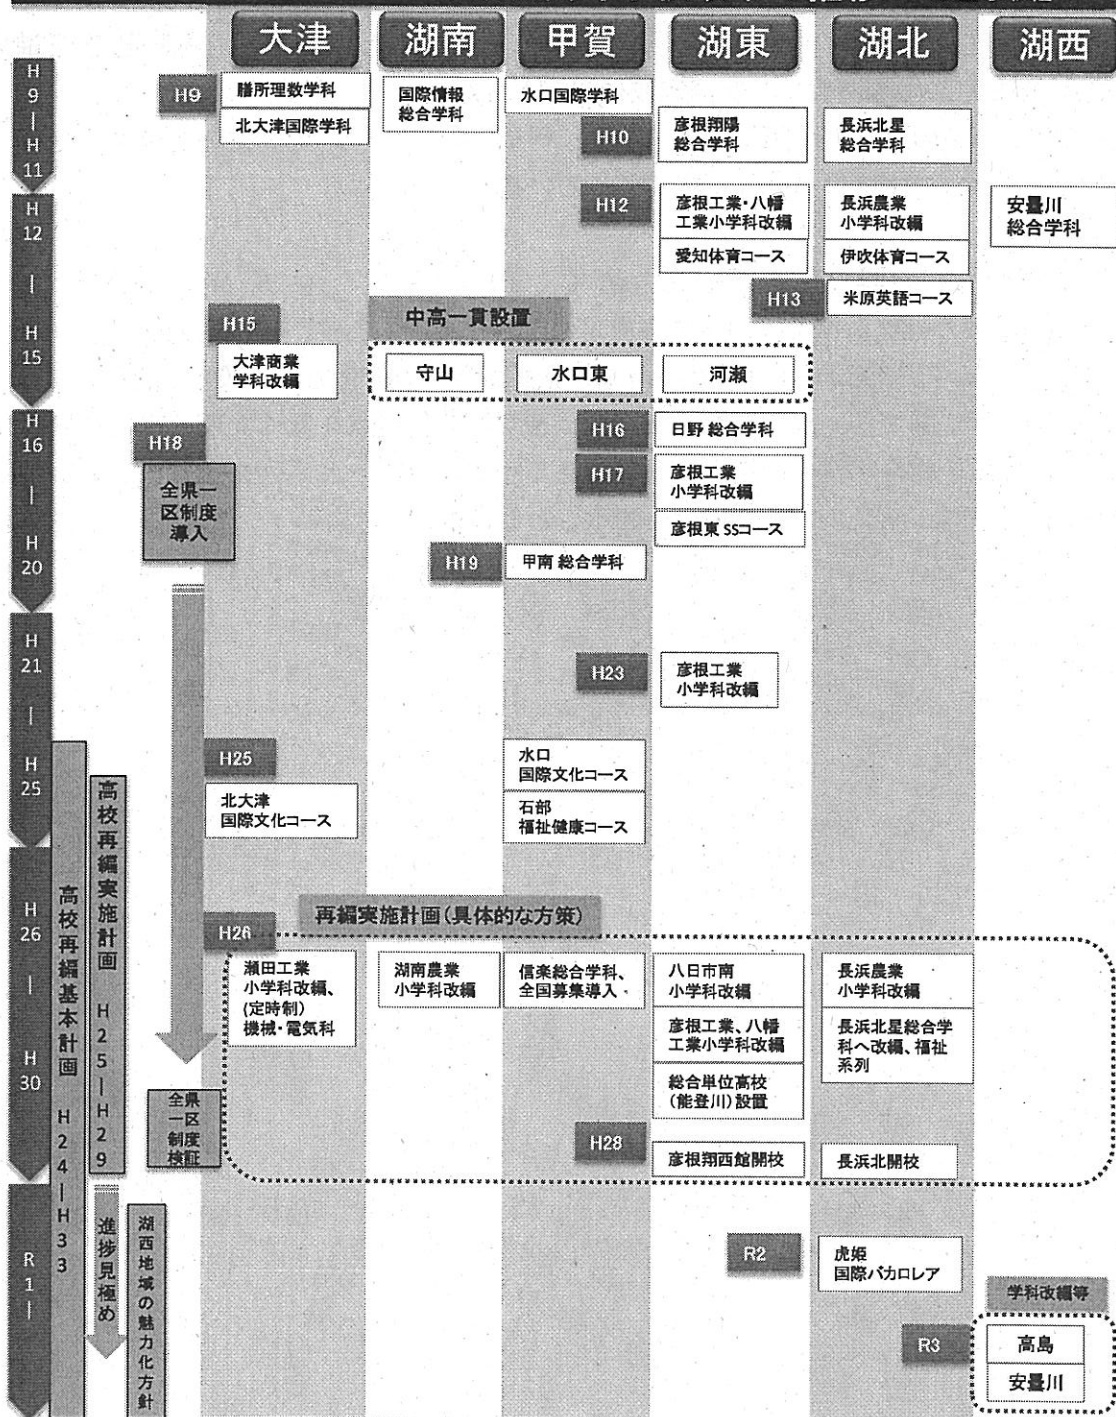 大津
湖南
甲賀
湖東
湖北
湖西
H9-H11
H9
膳所理数学科
北大津国際学科
国際情報
総合学科
水口国際学科
H10
彦根翔陽
総合学科
長浜北星
総合学科
H12-H15
H12
彦根工業・八幡
工業小学科改編
愛知体育コース
長浜農業
小学科改編
伊吹体育コース
安曇川
総合学科
H13
米原英語コース
H15
大津商業
学科改編
中高一貫設置
守山
水口東
河瀬
H16-H20
H16
日野 総合学科
H17
彦根工業
小学科改編
彦根東 SSコース
H18
全県一
区制度
導入
H19
甲南 総合学科
H21-H25
H23
彦根工業
小学科改編
H25
北大津
国際文化コース
水口
国際文化コース
石部
福祉健康コース
高校再編基本計画 H24-H33
高校再編実施計画 H25-H29
H26-H30
H26
再編実施計画(具体的な方策)
瀬田工業
小学科改編、
(定時制)
機械・電気科
湖南農業
小学科改編
信楽総合学科、
全国募集導入
八日市南
小学科改編
彦根工業、八幡
工業小学科改編
総合単位高校
(能登川)設置
長浜農業
小学科改編
長浜北星総合学
科へ改編、福祉
系列
全県
一区
制度
検証
H28
彦根翔西館開校
長浜北開校
R1-
進捗見極め
湖西地域の魅力化方針
R2
虎姫
国際バカロレア
学科改編等
R3
高島
安曇川